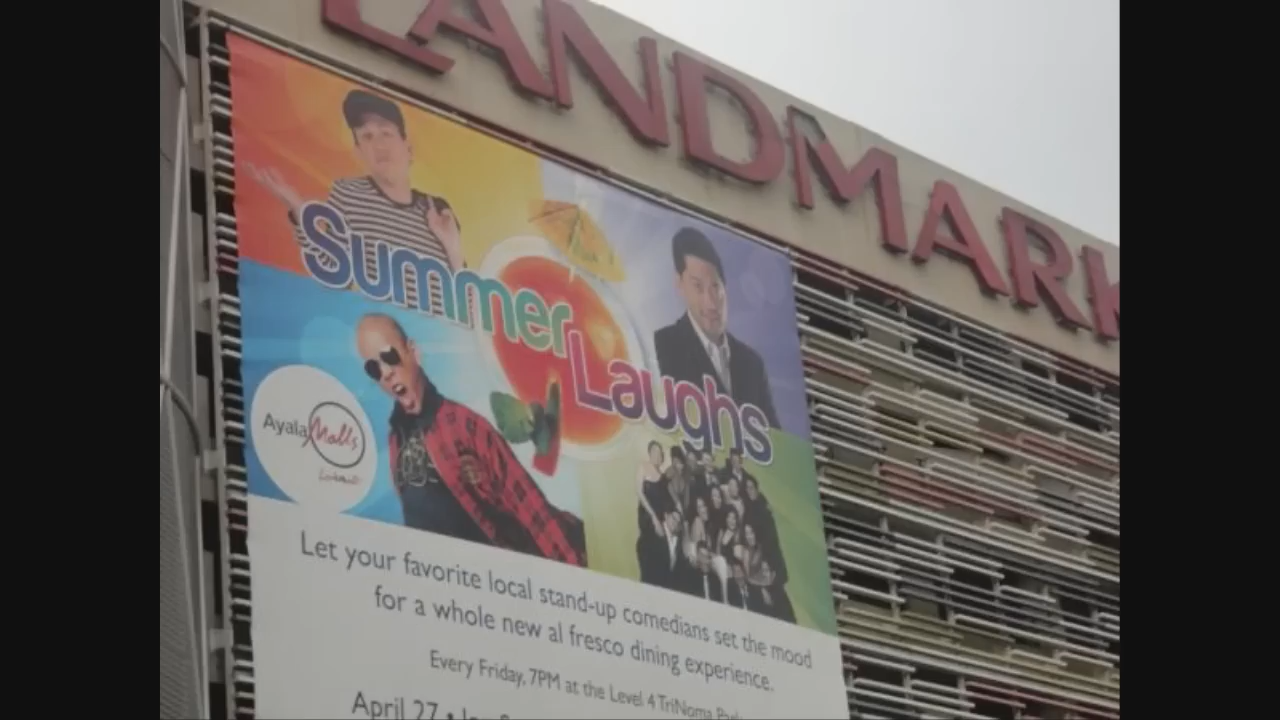 LANDMARK
Summer
Laughs
Ayala Malls
Let your favorite local stand-up comedians set the mood
for a whole new al fresco dining experience.
Every Friday, 7PM at the Level 4 TriNoma Park
April 27 •